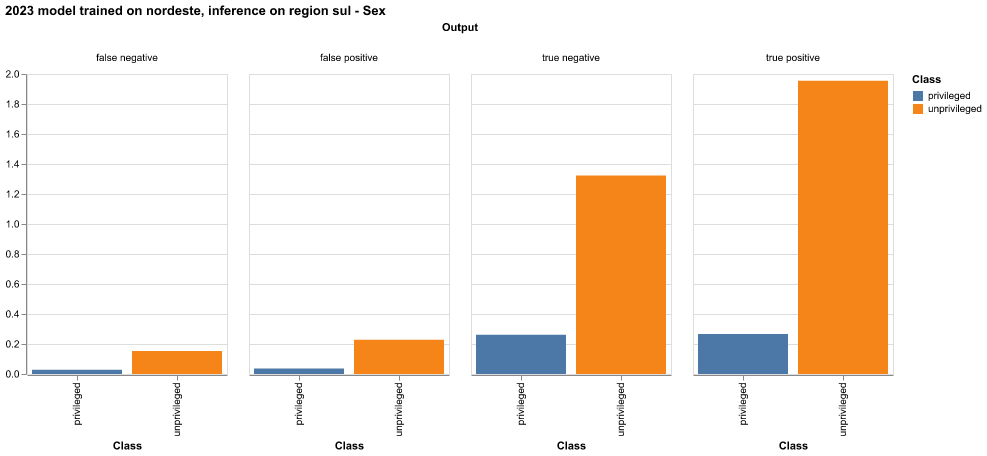 2023 model trained on nordeste, inference on region sul - Sex
Output
false negative
false positive
true negative
true positive
2.0
1.8
1.6
1.4
1.2
1.0
0.8
0.6
0.4
0.2
0.0
privileged
unprivileged
privileged
unprivileged
privileged
unprivileged
privileged
unprivileged
Class
Class
Class
Class
Class
privileged
unprivileged